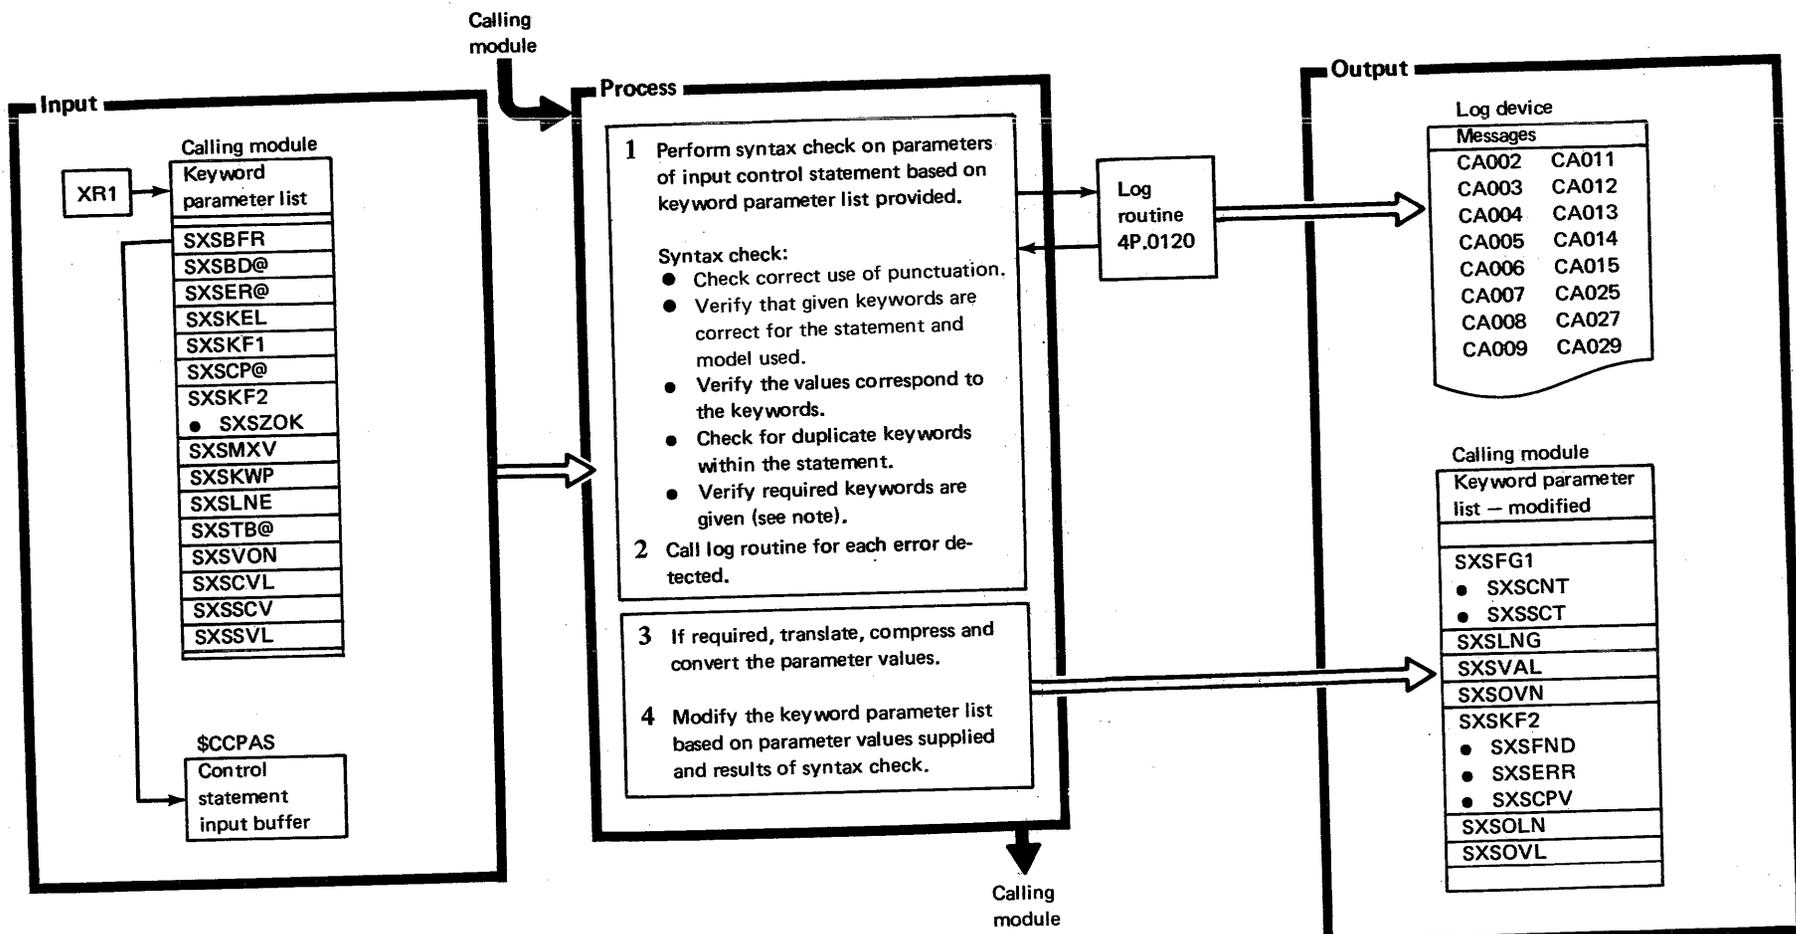 Calling
module
Input
Calling module
XR1
Keyword
parameter list
SXSBFR
SXSBD@
SXSER@
SXSKEL
SXSKF1
SXSCP@
SXSKF2
● SXSZOK
SXSMXV
SXSKWP
SXSLNE
SXSTB@
SXSVON
SXSCVL
SXSSCV
SXSSVL
$CCPAS
Control
statement
input buffer
Process
1 Perform syntax check on parameters
of input control statement based on
keyword parameter list provided.
Syntax check:
● Check correct use of punctuation.
● Verify that given keywords are
correct for the statement and
model used.
● Verify the values correspond to
the keywords.
● Check for duplicate keywords
within the statement.
● Verify required keywords are
given (see note).
2 Call log routine for each error de-
tected.
3 If required, translate, compress and
convert the parameter values.
4 Modify the keyword parameter list
based on parameter values supplied
and results of syntax check.
Calling
module
Log
routine
4P.0120
Output
Log device
Messages
CA002 CA011
CA003 CA012
CA004 CA013
CA005 CA014
CA006 CA015
CA007 CA025
CA008 CA027
CA009 CA029
Calling module
Keyword parameter
list — modified
SXSFG1
● SXSCNT
● SXSSCT
SXSLNG
SXSVAL
SXSOVN
SXSKF2
● SXSFND
● SXSERR
● SXSCPV
SXSOLN
SXSOVL